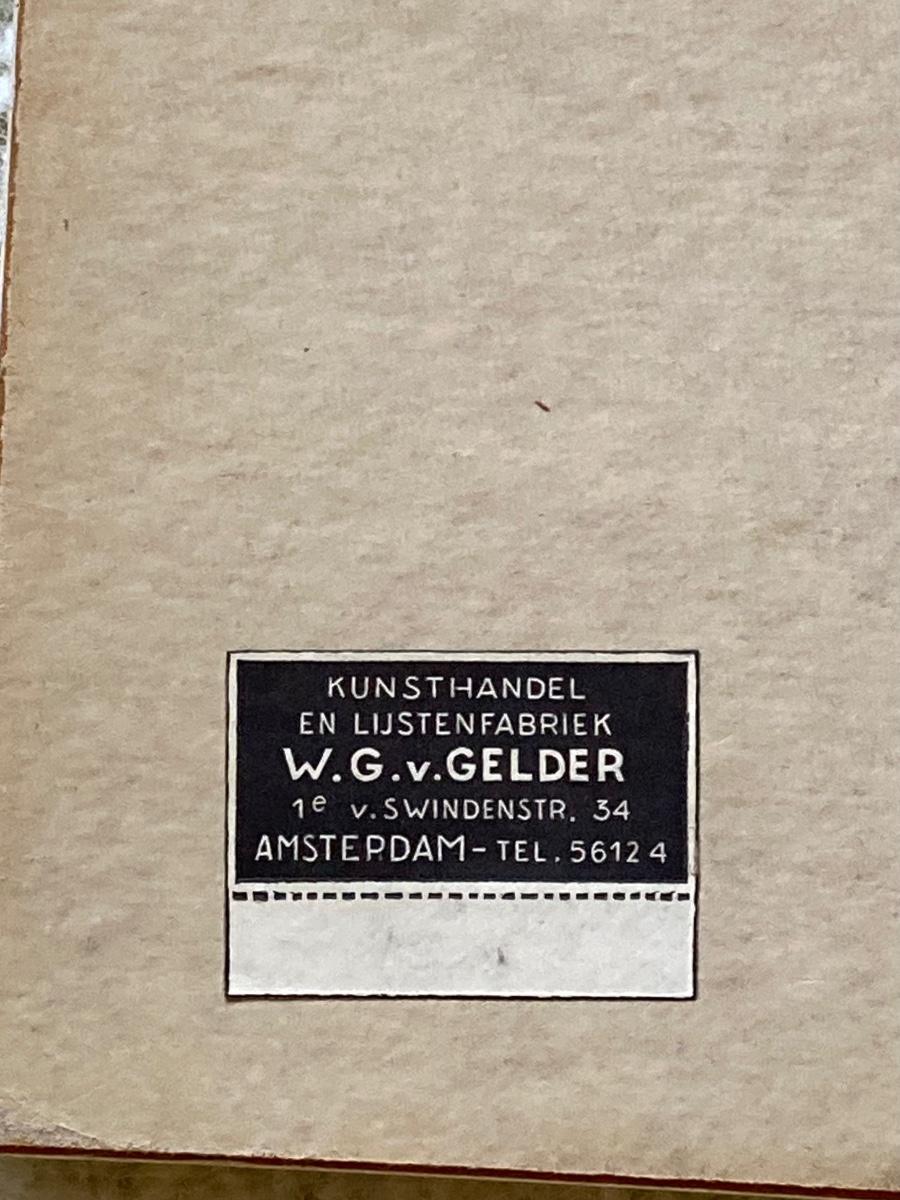 KUNSTHANDEL
EN LIJSTENFABRIEK
W.G.v.GELDER
1e v.SWINDENSTR. 34
AMSTERDAM-TEL.56124